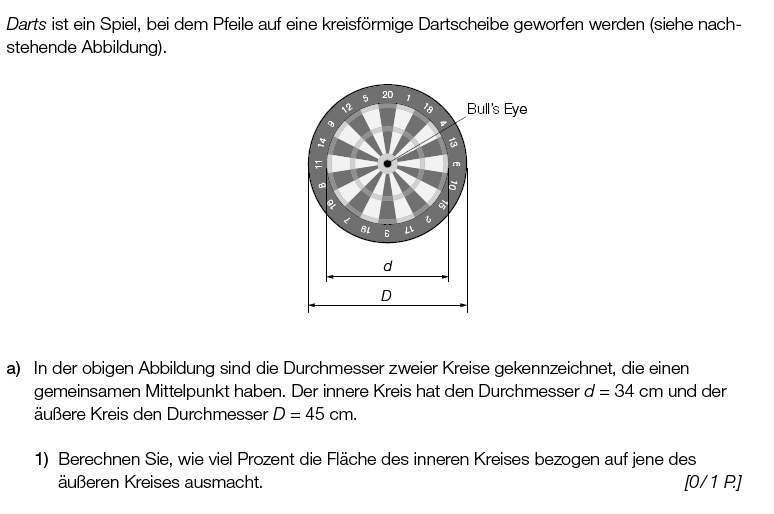 Darts ist ein Spiel, bei dem Pfeile auf eine kreisförmige Dartscheibe geworfen werden (siehe nach-
stehende Abbildung).
20 1 18 4 13 6 10 15 2 17 3 19 7 16 8 11 14 9 12 5
Bull's Eye
d
D
a) In der obigen Abbildung sind die Durchmesser zweier Kreise gekennzeichnet, die einen
gemeinsamen Mittelpunkt haben. Der innere Kreis hat den Durchmesser d = 34 cm und der
äußere Kreis den Durchmesser D = 45 cm.
1) Berechnen Sie, wie viel Prozent die Fläche des inneren Kreises bezogen auf jene des
äußeren Kreises ausmacht. [0/1 P.]